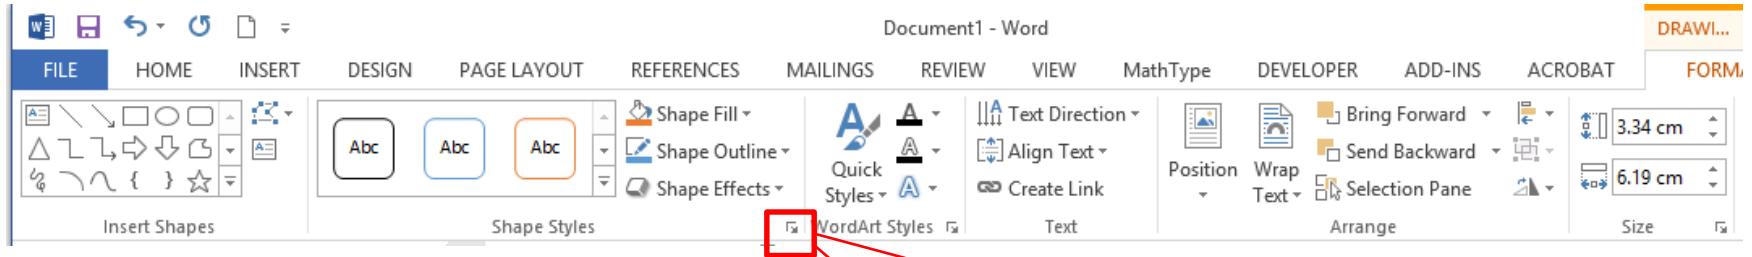 Document1 - Word
DRAWI...
FILE HOME INSERT DESIGN PAGE LAYOUT REFERENCES MAILINGS REVIEW VIEW MathType DEVELOPER ADD-INS ACROBAT FORMA
Abc Abc Abc
Shape Fill
Shape Outline
Shape Effects
Quick
Styles
Text Direction
Align Text
Create Link
Position
Wrap
Text
Bring Forward
Send Backward
Selection Pane
3.34 cm
6.19 cm
Insert Shapes Shape Styles WordArt Styles Text Arrange Size